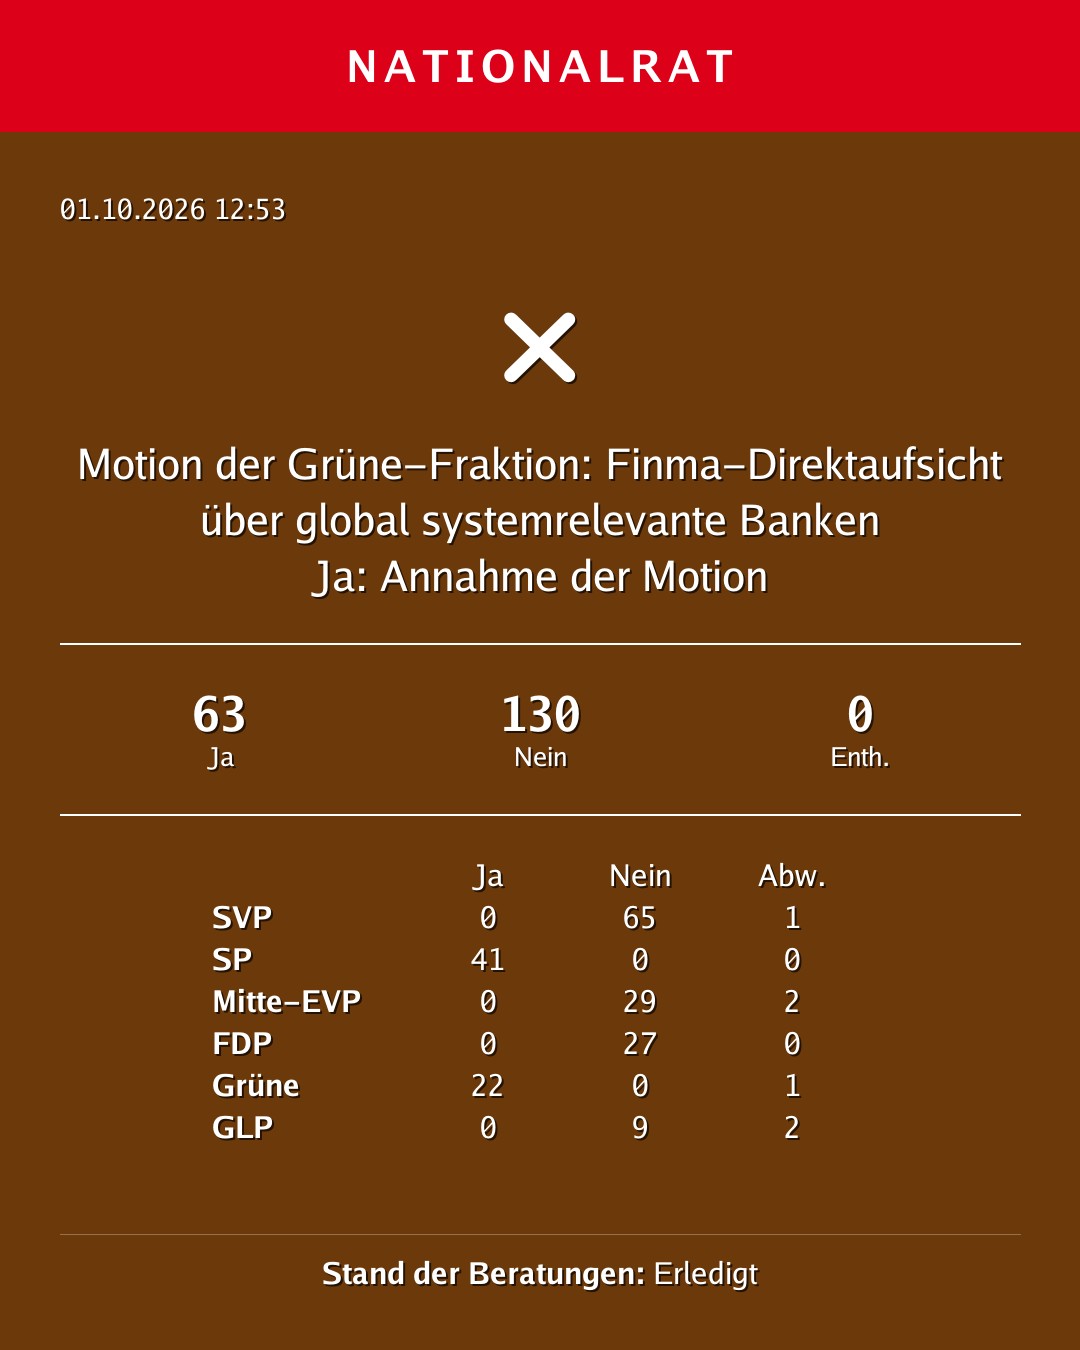 NATIONALRAT
01.10.2026 12:53
Motion der Grüne–Fraktion: Finma–Direktaufsicht
über global systemrelevante Banken
Ja: Annahme der Motion
63 130 0
Ja Nein Enth.
Ja Nein Abw.
SVP 0 65 1
SP 41 0 0
Mitte–EVP 0 29 2
FDP 0 27 0
Grüne 22 0 1
GLP 0 9 2
Stand der Beratungen: Erledigt